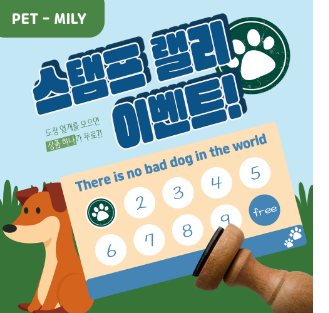 PET - MILY
스탬프 랠리
이벤트!
도장 열개를 모으면
상품 하나가 무료?!
There is no bad dog in the world
1 2 3 4 5
6 7 8 9 free